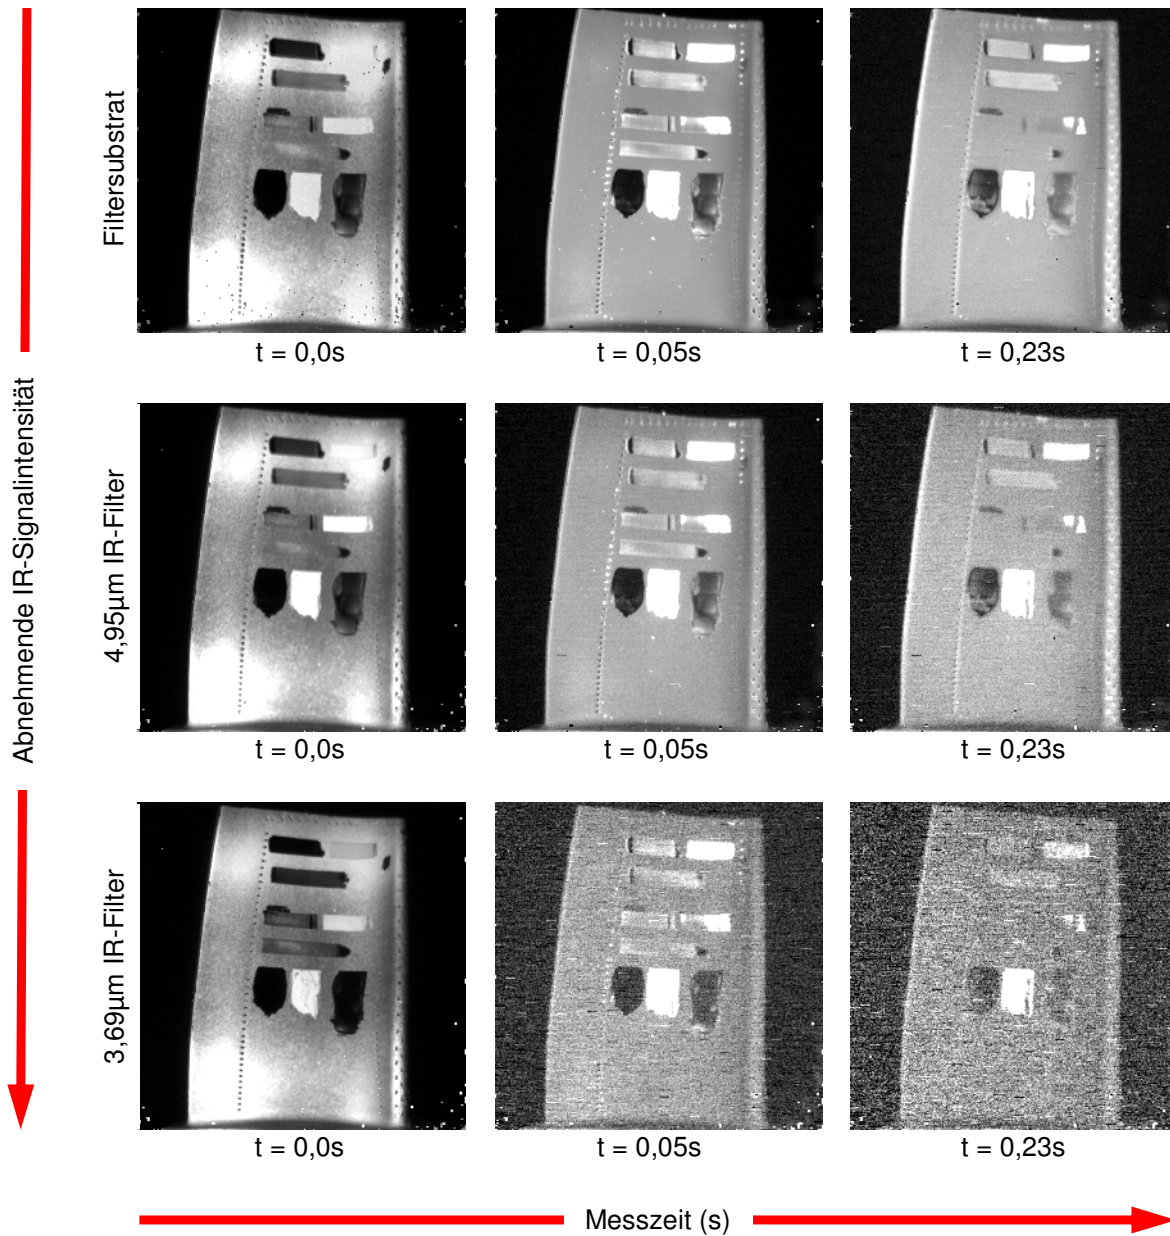 Abnehmende IR-Signalintensität
Filtersubstrat
t = 0,0s
t = 0,05s
t = 0,23s
4,95µm IR-Filter
t = 0,0s
t = 0,05s
t = 0,23s
3,69µm IR-Filter
t = 0,0s
t = 0,05s
t = 0,23s
Messzeit (s)